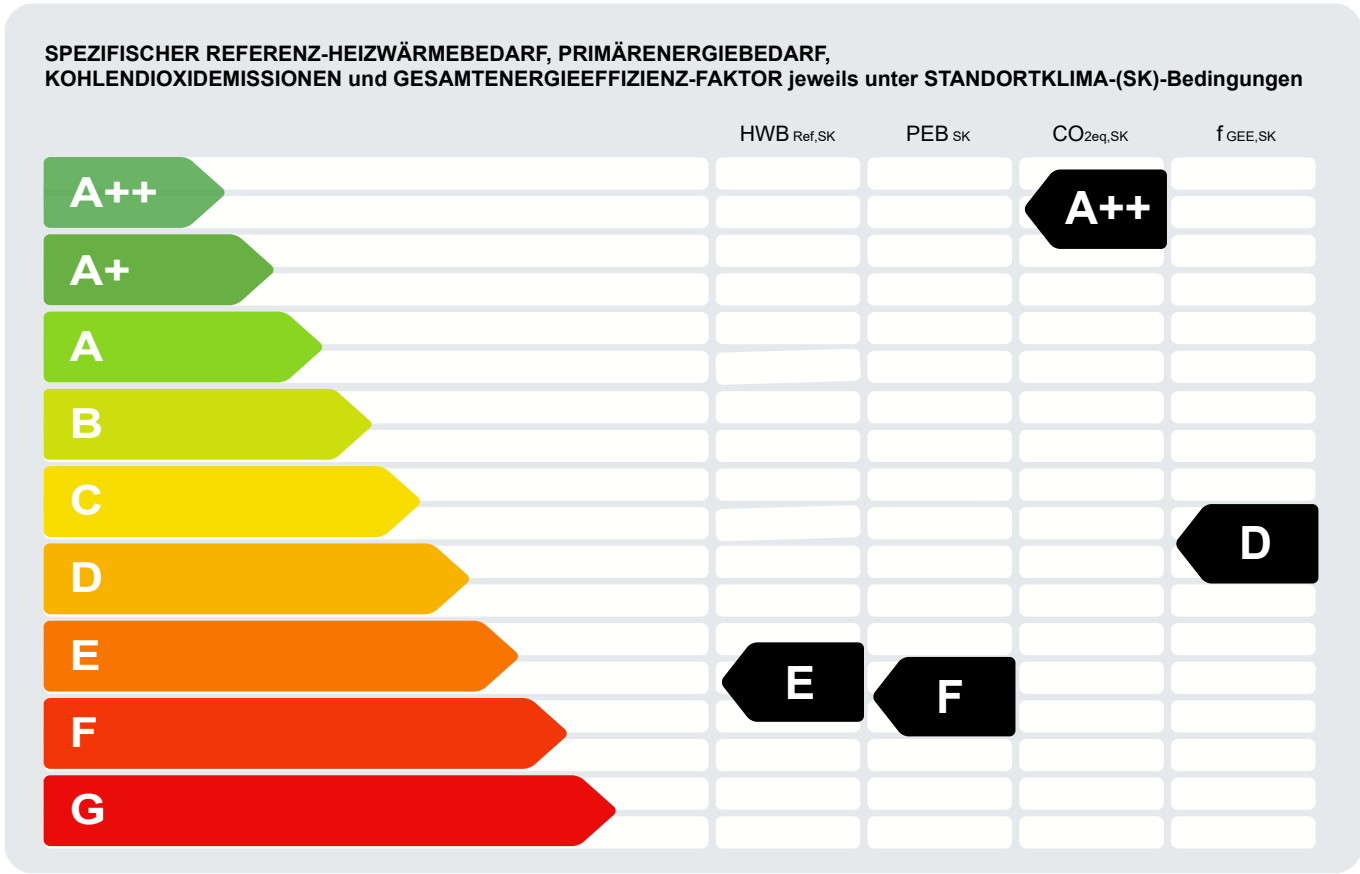 SPEZIFISCHER REFERENZ-HEIZWÄRMEBEDARF, PRIMÄRENERGIEBEDARF,
KOHLENDIOXIDEMISSIONEN und GESAMTENERGIEEFFIZIENZ-FAKTOR jeweils unter STANDORTKLIMA-(SK)-Bedingungen
HWB Ref,SK PEB SK CO2eq,SK f GEE,SK
A++ A++
A+
A
B
C
D D
E E
F F
G